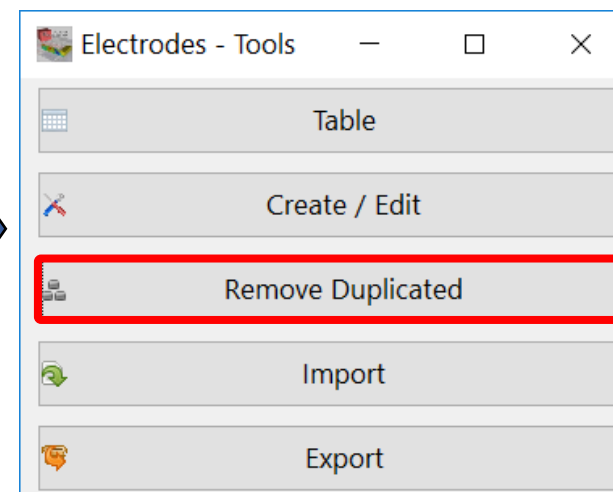 Electrodes - Tools
Table
Create / Edit
Remove Duplicated
Import
Export